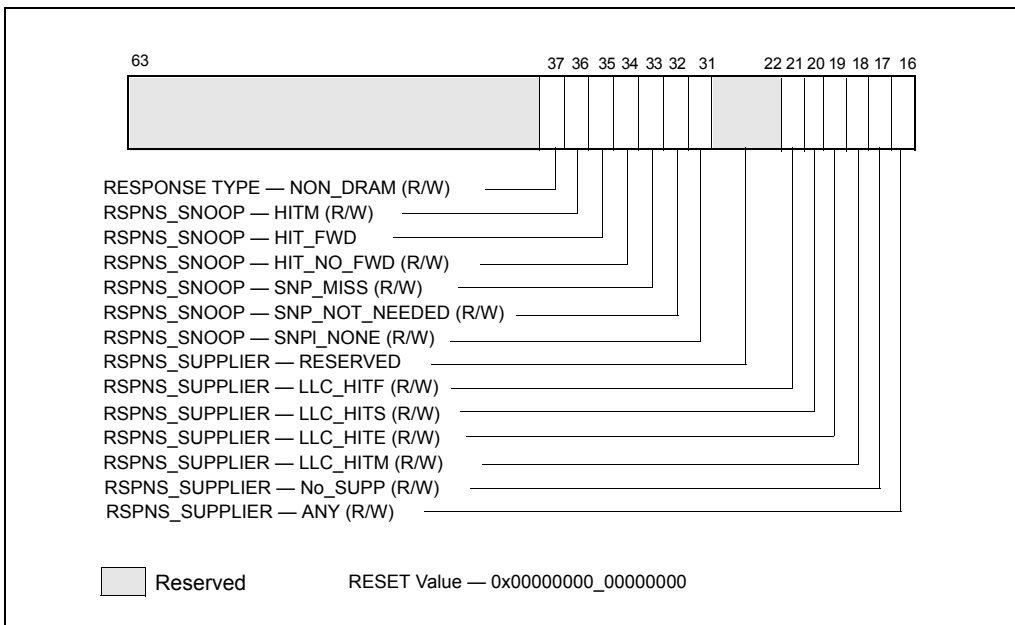 63 37 36 35 34 33 32 31 22 21 20 19 18 17 16
RESPONSE TYPE — NON_DRAM (R/W)
RSPNS_SNOOP — HITM (R/W)
RSPNS_SNOOP — HIT_FWD
RSPNS_SNOOP — HIT_NO_FWD (R/W)
RSPNS_SNOOP — SNP_MISS (R/W)
RSPNS_SNOOP — SNP_NOT_NEEDED (R/W)
RSPNS_SNOOP — SNPl_NONE (R/W)
RSPNS_SUPPLIER — RESERVED
RSPNS_SUPPLIER — LLC_HITF (R/W)
RSPNS_SUPPLIER — LLC_HITS (R/W)
RSPNS_SUPPLIER — LLC_HITE (R/W)
RSPNS_SUPPLIER — LLC_HITM (R/W)
RSPNS_SUPPLIER — No_SUPP (R/W)
RSPNS_SUPPLIER — ANY (R/W)
Reserved RESET Value — 0x00000000_00000000